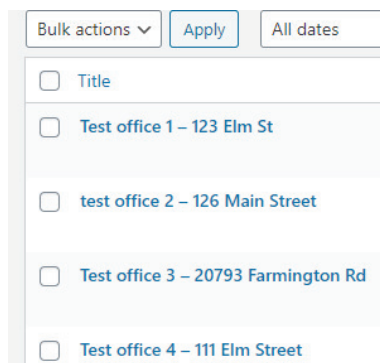 Bulk actions Apply All dates
Title
Test office 1 – 123 Elm St
test office 2 – 126 Main Street
Test office 3 – 20793 Farmington Rd
Test office 4 – 111 Elm Street